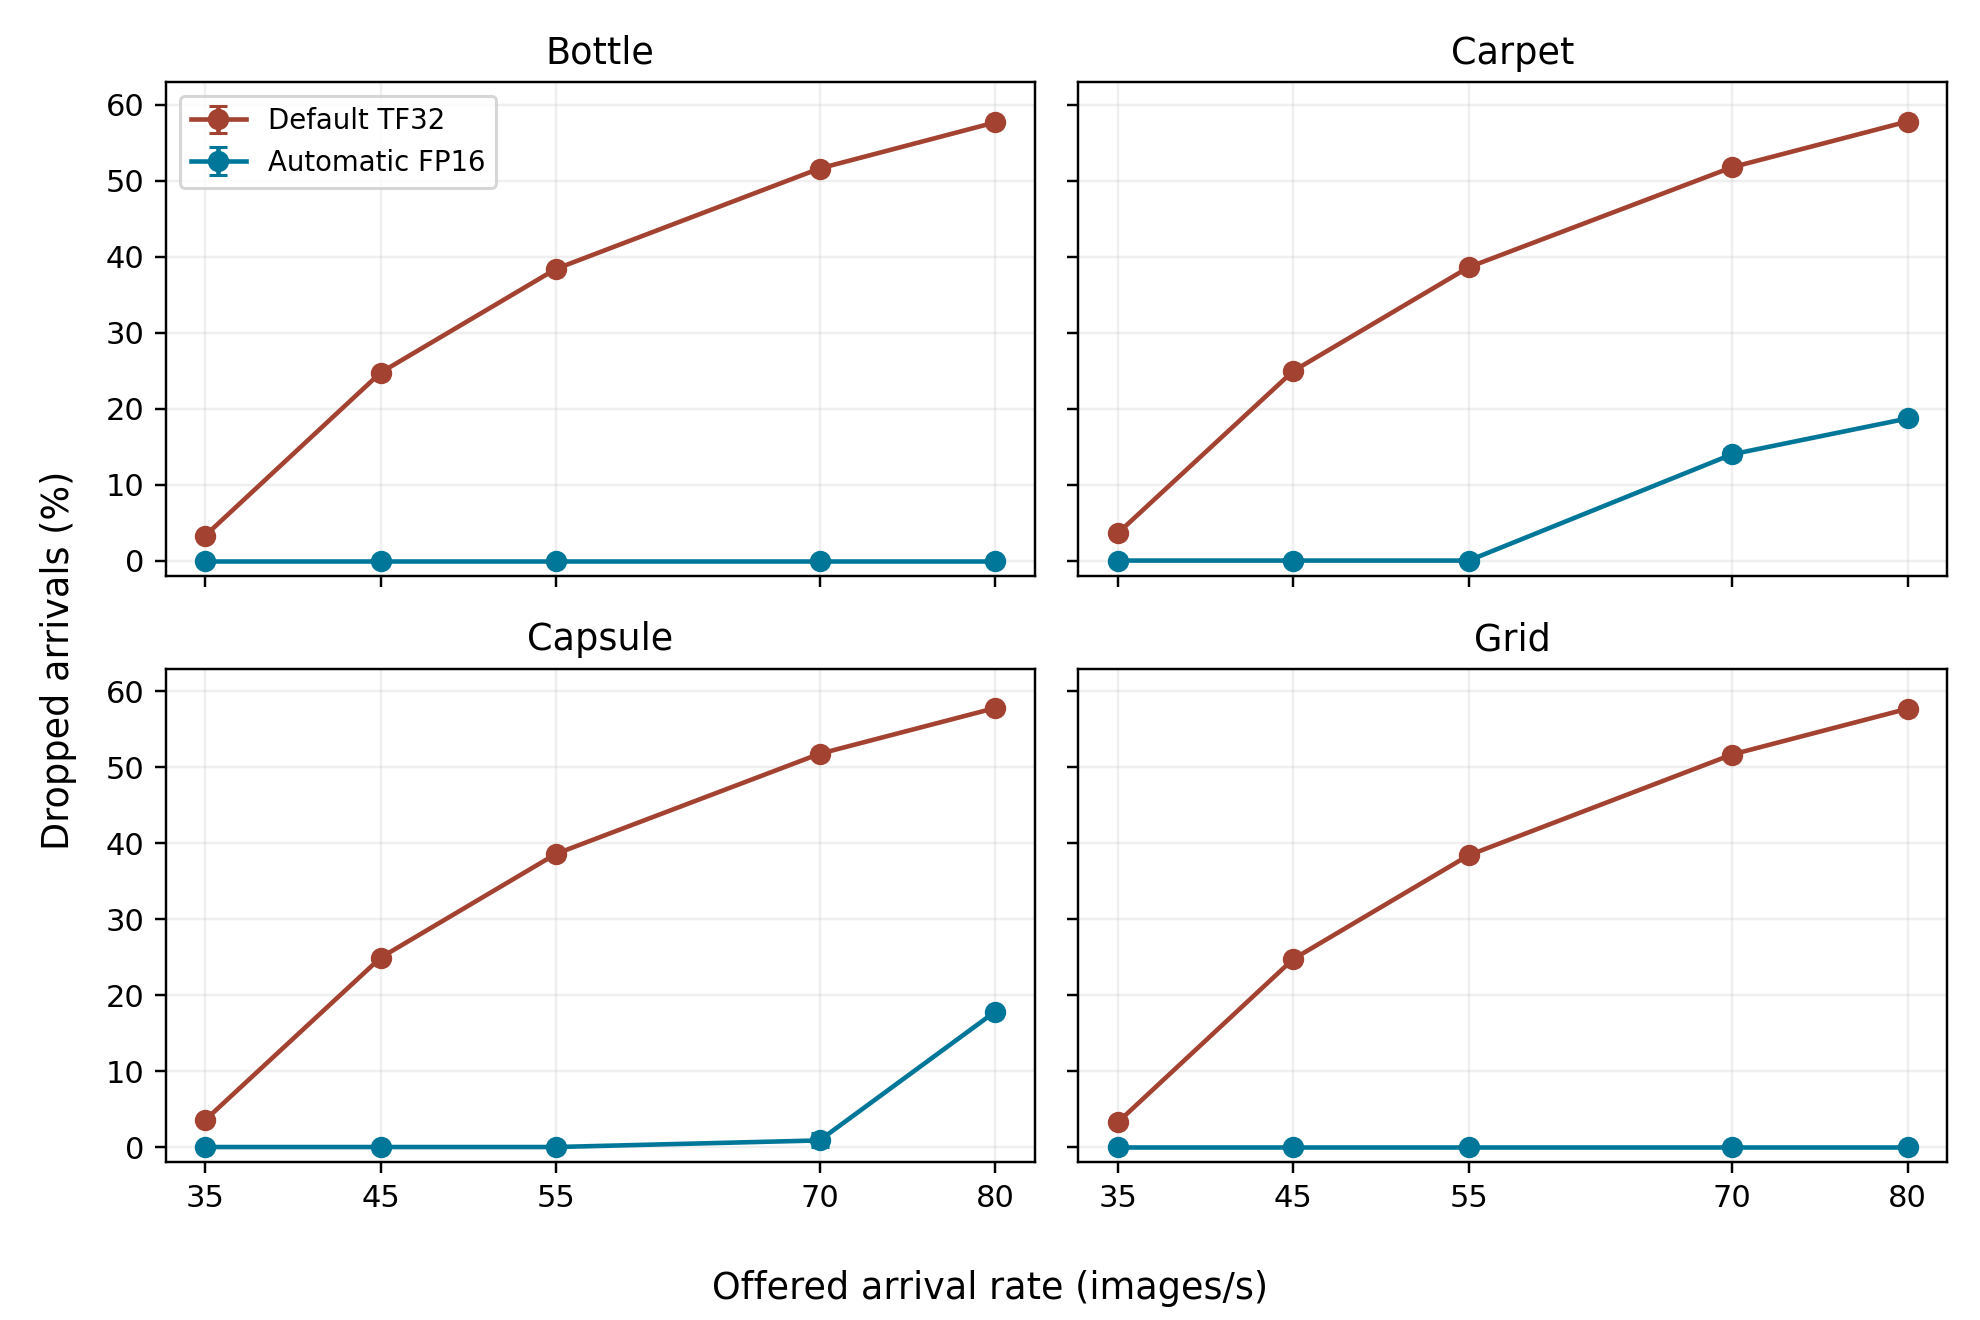 Bottle
Carpet
Default TF32
Automatic FP16
60
50
40
30
20
10
0
Capsule
Grid
60
50
40
30
20
10
0
35 45 55 70 80
35 45 55 70 80
Dropped arrivals (%)
Offered arrival rate (images/s)